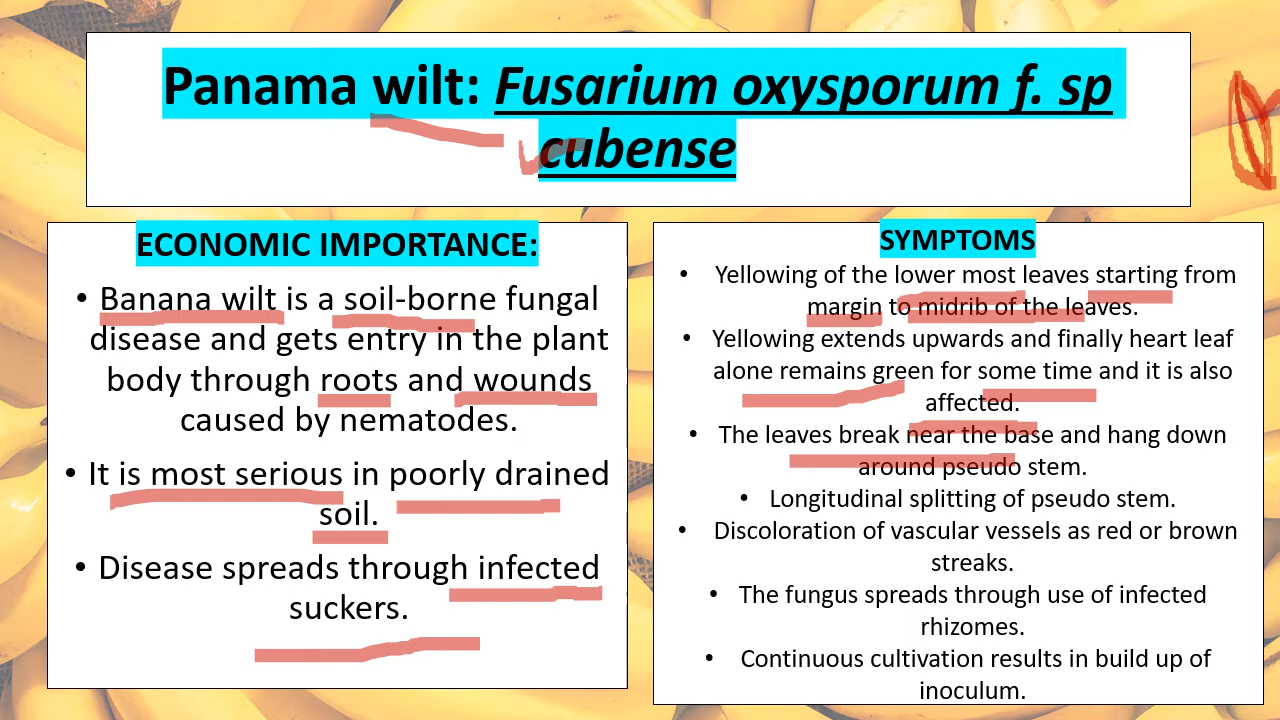 Panama wilt: Fusarium oxysporum f. sp
cubense
ECONOMIC IMPORTANCE:
• Banana wilt is a soil-borne fungal
disease and gets entry in the plant
body through roots and wounds
caused by nematodes.
• It is most serious in poorly drained
soil.
• Disease spreads through infected
suckers.
SYMPTOMS
• Yellowing of the lower most leaves starting from
margin to midrib of the leaves.
• Yellowing extends upwards and finally heart leaf
alone remains green for some time and it is also
affected.
• The leaves break near the base and hang down
around pseudo stem.
• Longitudinal splitting of pseudo stem.
• Discoloration of vascular vessels as red or brown
streaks.
• The fungus spreads through use of infected
rhizomes.
• Continuous cultivation results in build up of
inoculum.